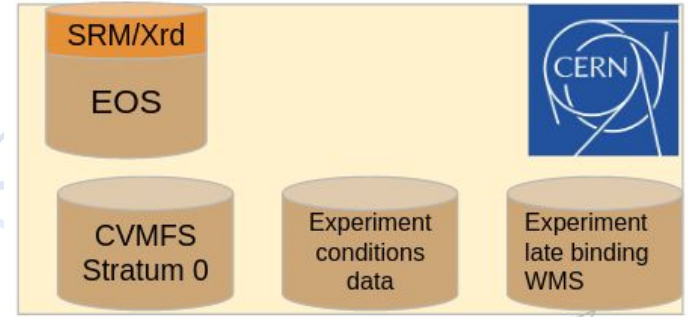 SRM/Xrd
EOS
CERN
CVMFS
Stratum 0
Experiment
conditions
data
Experiment
late binding
WMS